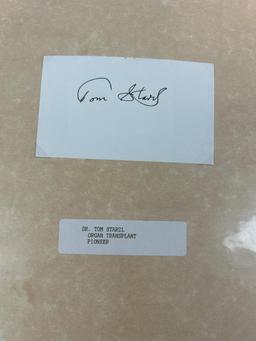 Tom Starzl
DR. TOM STARZL
ORGAN TRANSPLANT
PIONEER